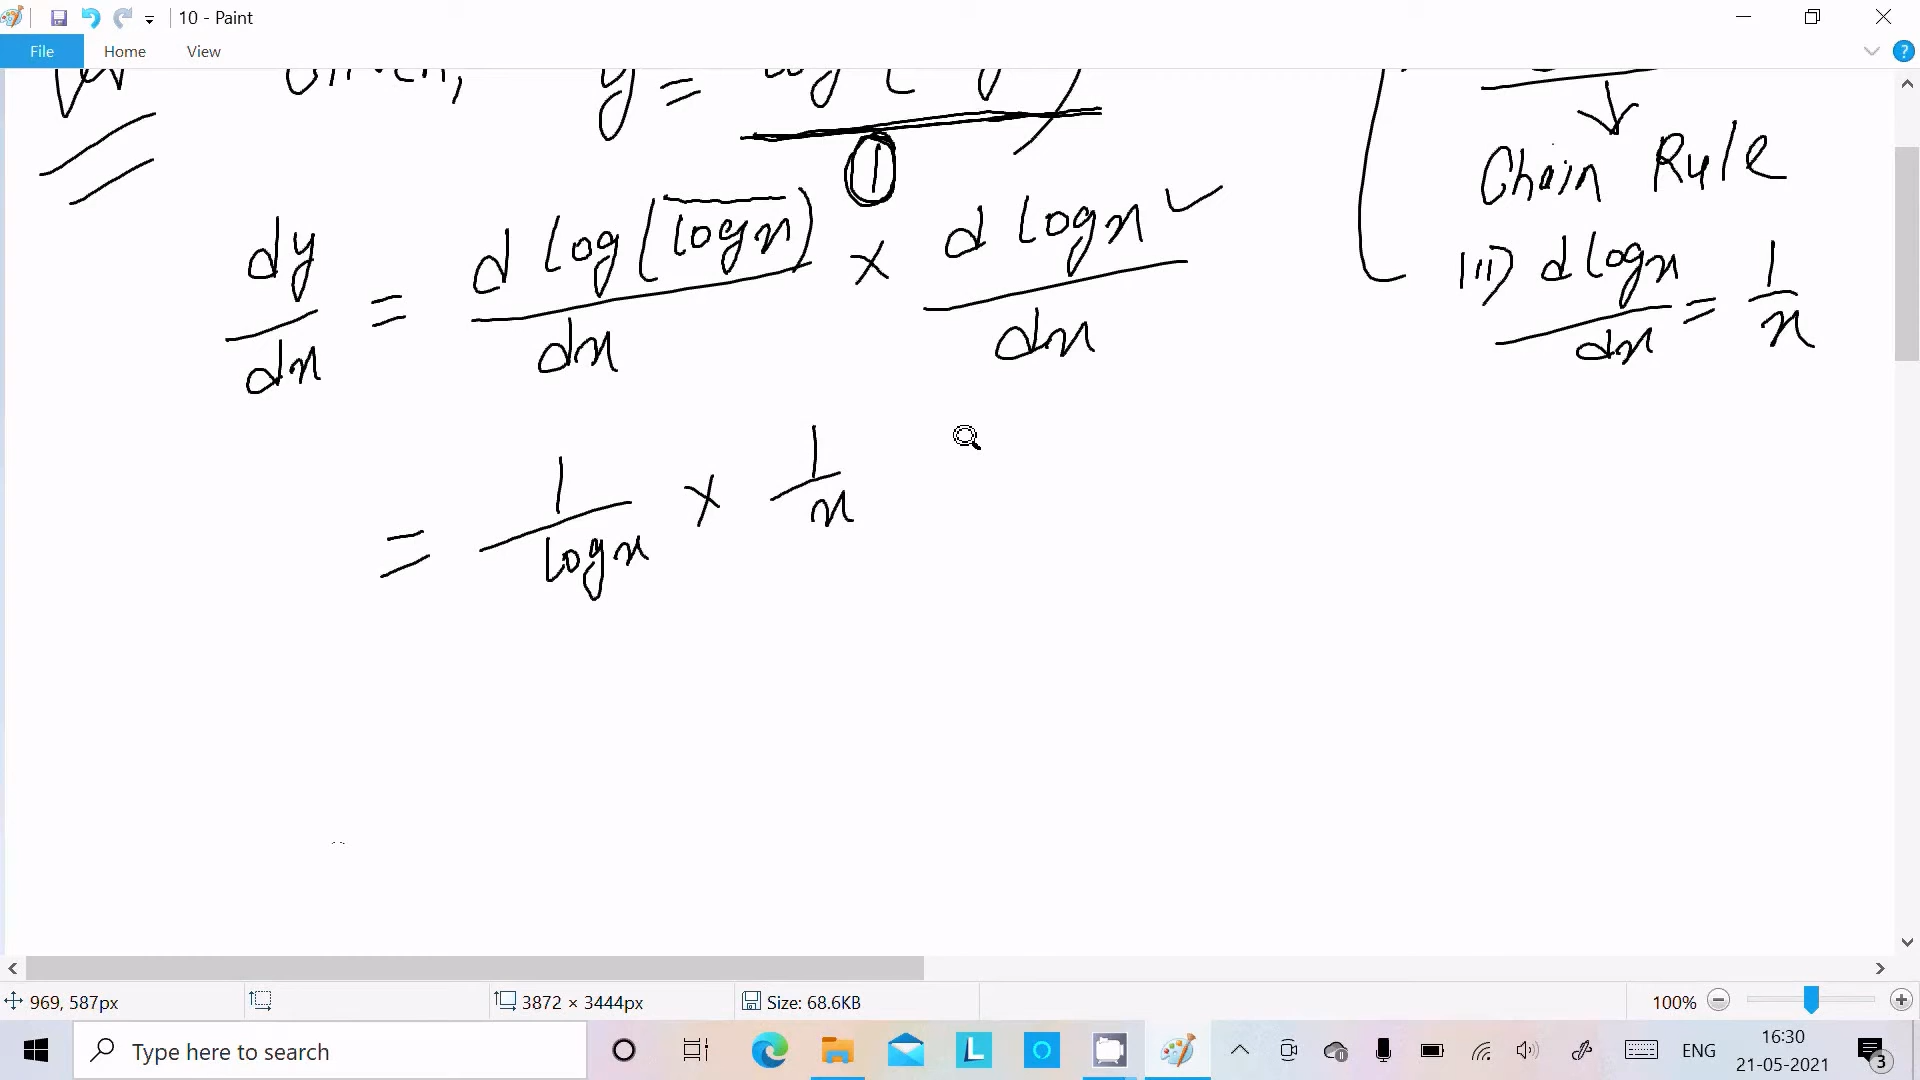 10 - Paint
File Home View
y =
1
dy/dx = d log(logx)/dx × d logx/dx
= 1/logx × 1/x
Chain Rule
iii) d logx/dx = 1/x
969, 587px 3872 × 3444px Size: 68.6KB 100%
Type here to search ENG 16:30
21-05-2021 3